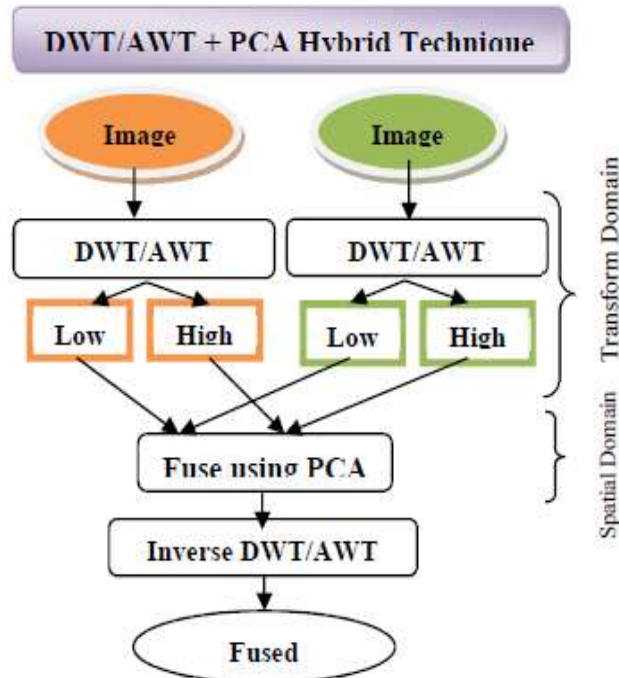 DWT/AWT + PCA Hybrid Technique
Image
Image
DWT/AWT
DWT/AWT
Low
High
Low
High
Transform Domain
Fuse using PCA
Spatial Domain
Inverse DWT/AWT
Fused